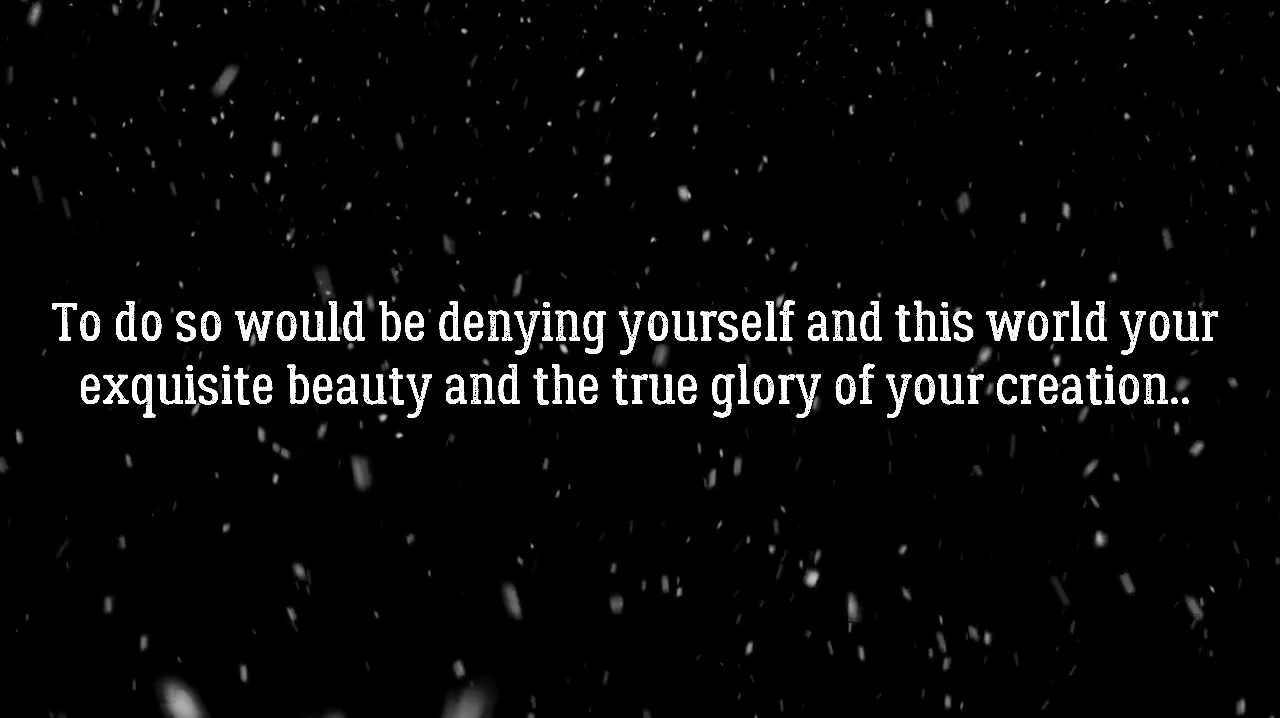 To do so would be denying yourself and this world your
exquisite beauty and the true glory of your creation..